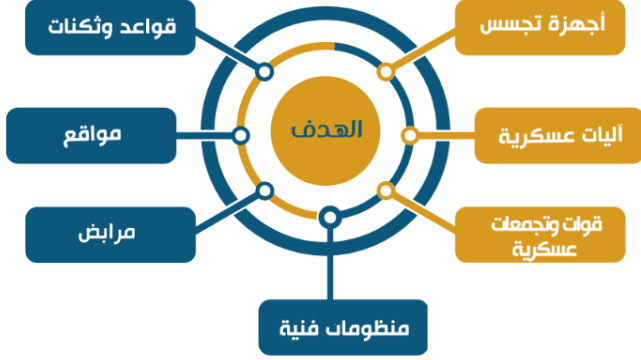 أجهزة تجسس
قواعد وثكنات
الهدف
آليات عسكرية
مواقع
قوات وتجمعات
عسكرية
مرابض
منظومات فنية